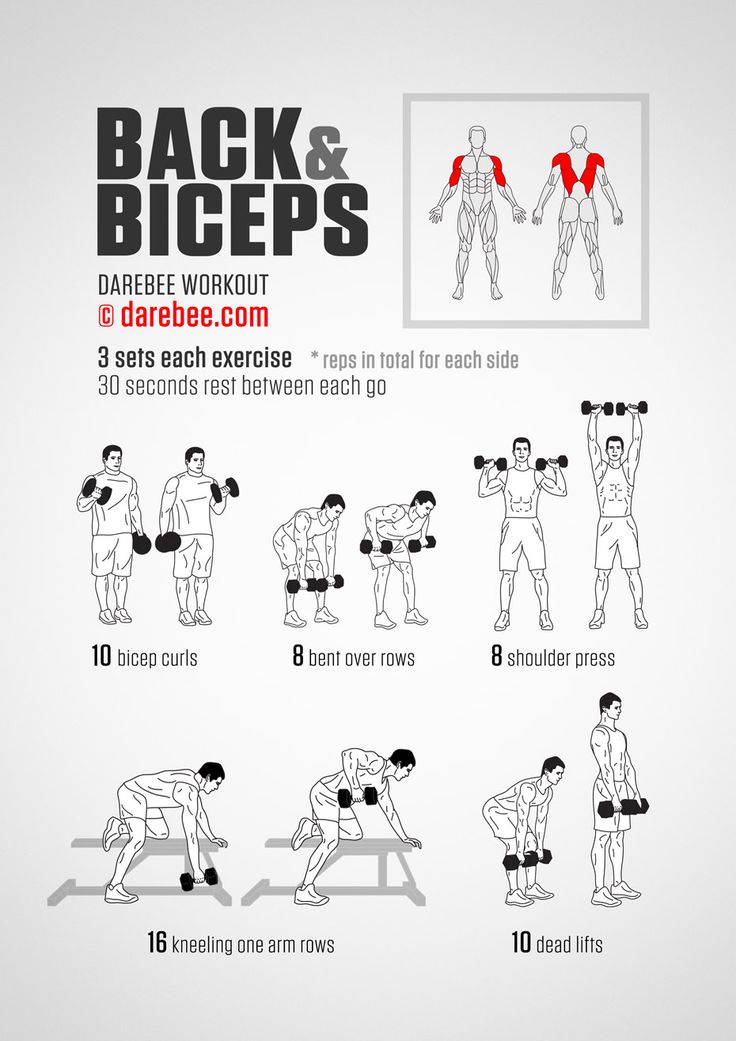 BACK &
BICEPS
DAREBEE WORKOUT
© darebee.com
3 sets each exercise * reps in total for each side
30 seconds rest between each go
10 bicep curls
8 bent over rows
8 shoulder press
16 kneeling one arm rows
10 dead lifts